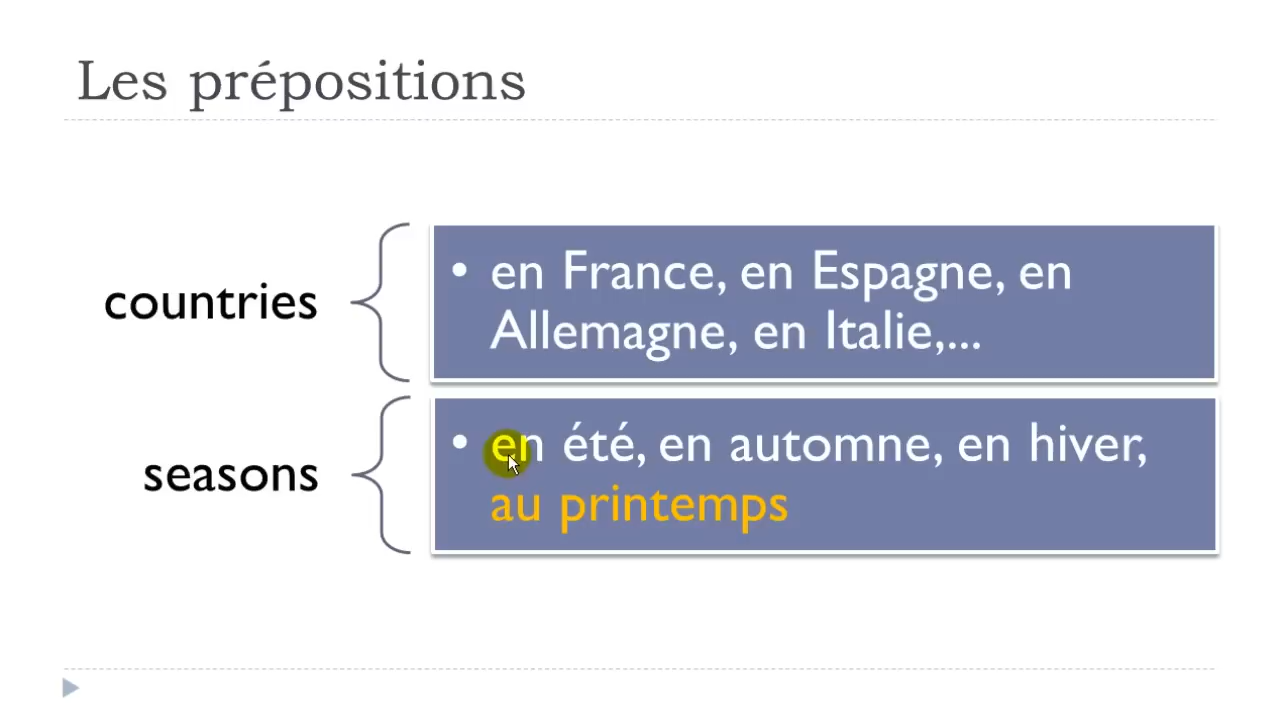 Les prépositions
countries
• en France, en Espagne, en
Allemagne, en Italie,...
seasons
• en été, en automne, en hiver,
au printemps